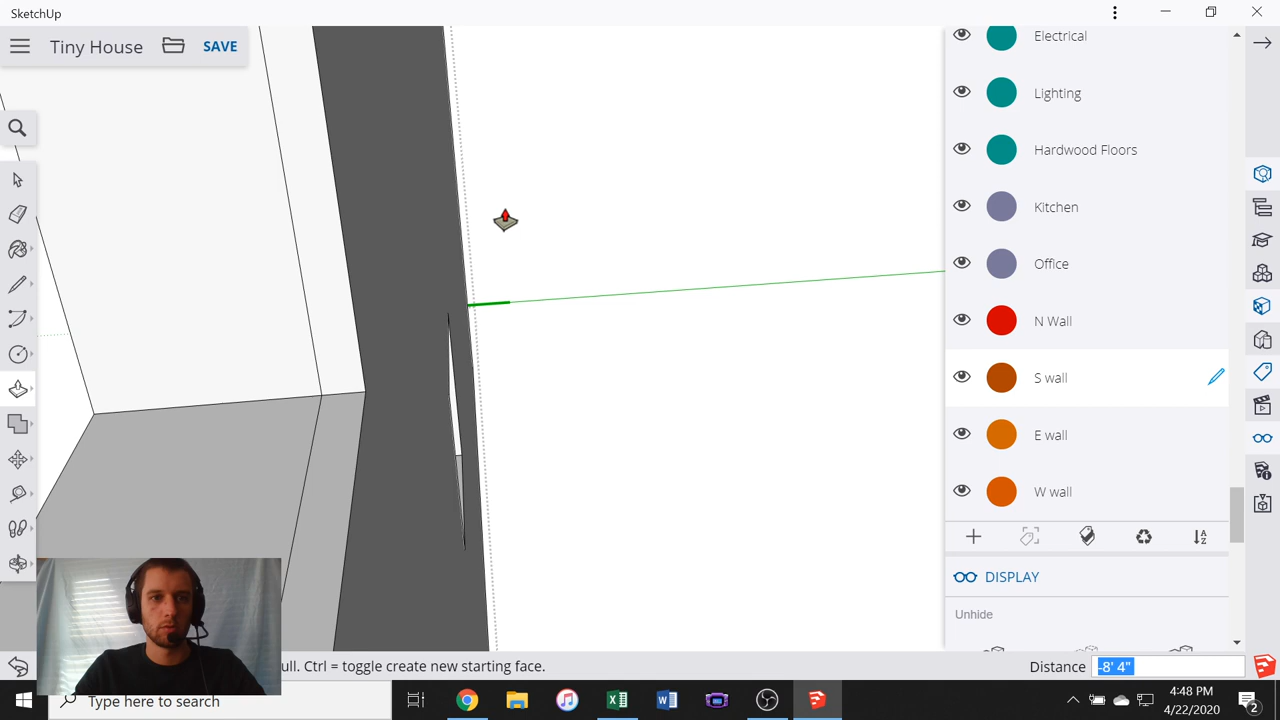 SketchUp
Tiny House
SAVE
Electrical
Lighting
Hardwood Floors
Kitchen
Office
N Wall
S wall
E wall
W wall
DISPLAY
Unhide
ull. Ctrl = toggle create new starting face.
Distance
-8' 4"
Type here to search
4:48 PM
4/22/2020
2